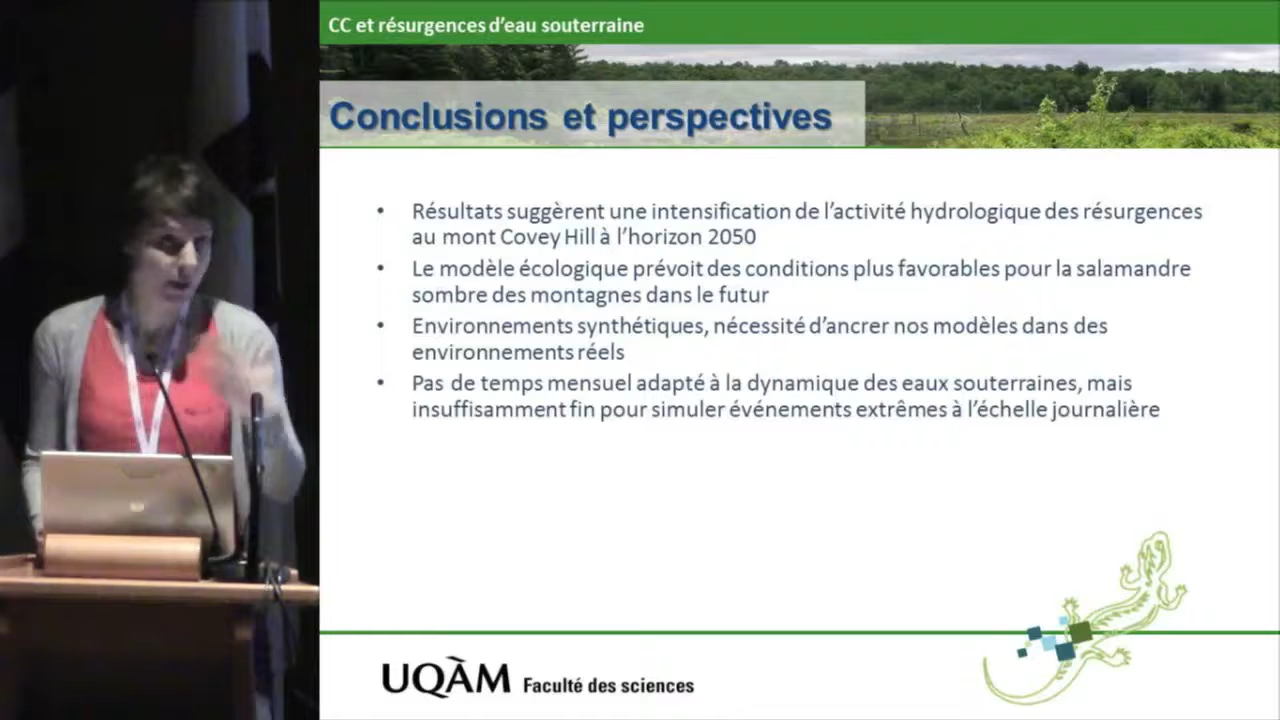 CC et résurgences d'eau souterraine
Conclusions et perspectives
• Résultats suggèrent une intensification de l'activité hydrologique des résurgences
au mont Covey Hill à l'horizon 2050
• Le modèle écologique prévoit des conditions plus favorables pour la salamandre
sombre des montagnes dans le futur
• Environnements synthétiques, nécessité d'ancrer nos modèles dans des
environnements réels
• Pas de temps mensuel adapté à la dynamique des eaux souterraines, mais
insuffisamment fin pour simuler événements extrêmes à l'échelle journalière
UQÀM Faculté des sciences